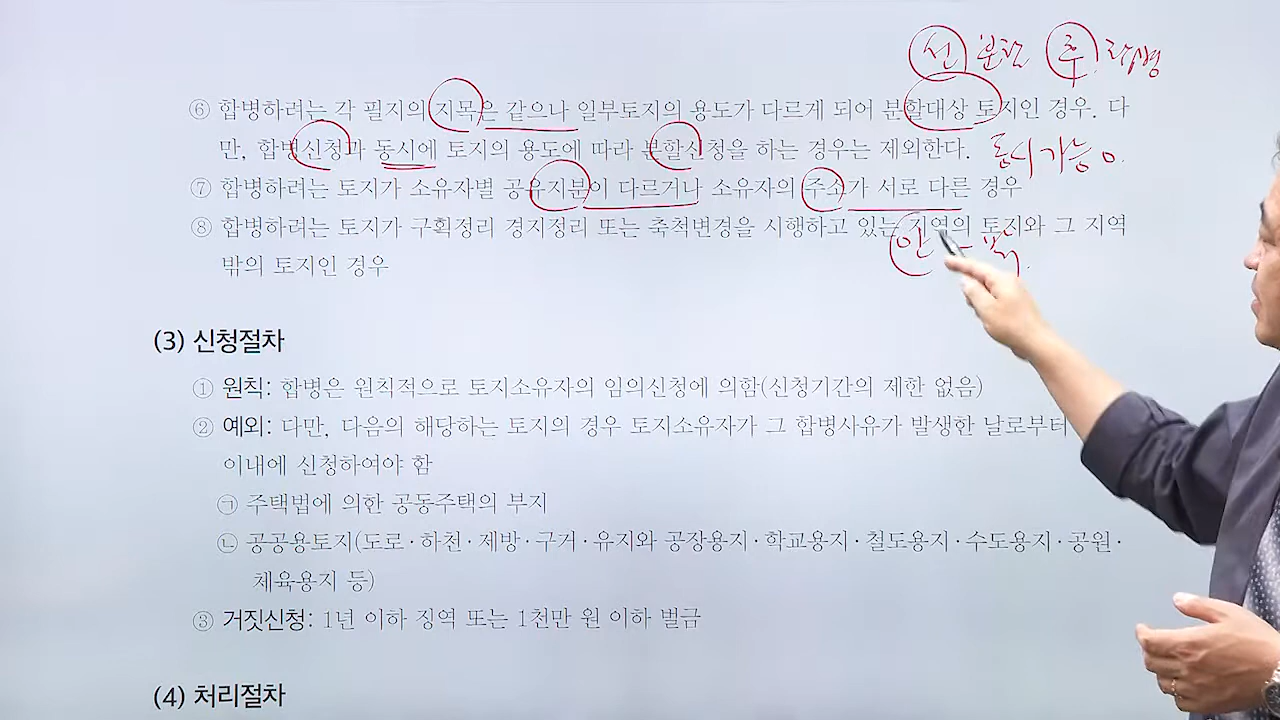 선 분할 후 합병
⑥ 합병하려는 각 필지의 지목은 같으나 일부토지의 용도가 다르게 되어 분할대상 토지인 경우. 다
만, 합병신청과 동시에 토지의 용도에 따라 분할신청을 하는 경우는 제외한다. 동시가능 O.
⑦ 합병하려는 토지가 소유자별 공유지분이 다르거나 소유자의 주소가 서로 다른 경우
⑧ 합병하려는 토지가 구획정리 경지정리 또는 축척변경을 시행하고 있는 지역의 토지와 그 지역
안 밖
밖의 토지인 경우
(3) 신청절차
① 원칙: 합병은 원칙적으로 토지소유자의 임의신청에 의함(신청기간의 제한 없음)
② 예외: 다만, 다음의 해당하는 토지의 경우 토지소유자가 그 합병사유가 발생한 날로부터
이내에 신청하여야 함
㉠ 주택법에 의한 공동주택의 부지
㉡ 공공용토지(도로·하천·제방·구거·유지와 공장용지·학교용지·철도용지·수도용지·공원·
체육용지 등)
③ 거짓신청: 1년 이하 징역 또는 1천만 원 이하 벌금
(4) 처리절차